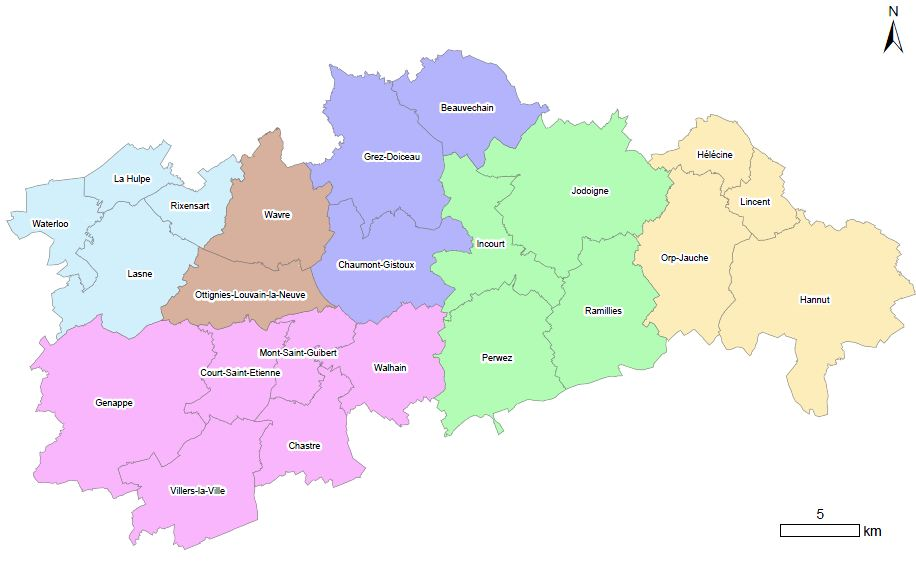 N
Beauvechain
Grez-Doiceau
Hélécine
La Hulpe
Jodoigne
Rixensart
Lincent
Wavre
Waterloo
Incourt
Orp-Jauche
Chaumont-Gistoux
Lasne
Ottignies-Louvain-la-Neuve
Hannut
Ramillies
Mont-Saint-Guibert
Perwez
Walhain
Court-Saint-Etienne
Genappe
Chastre
Villers-la-Ville
5
km